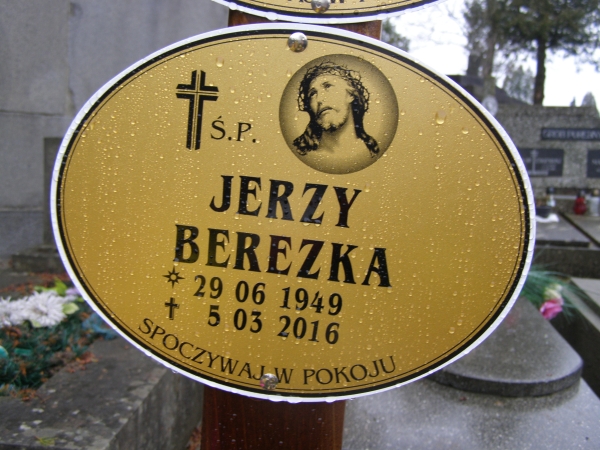 Ś.P.
JERZY
BEREZKA
29 06 1949
5 03 2016
SPOCZYWAJ W POKOJU